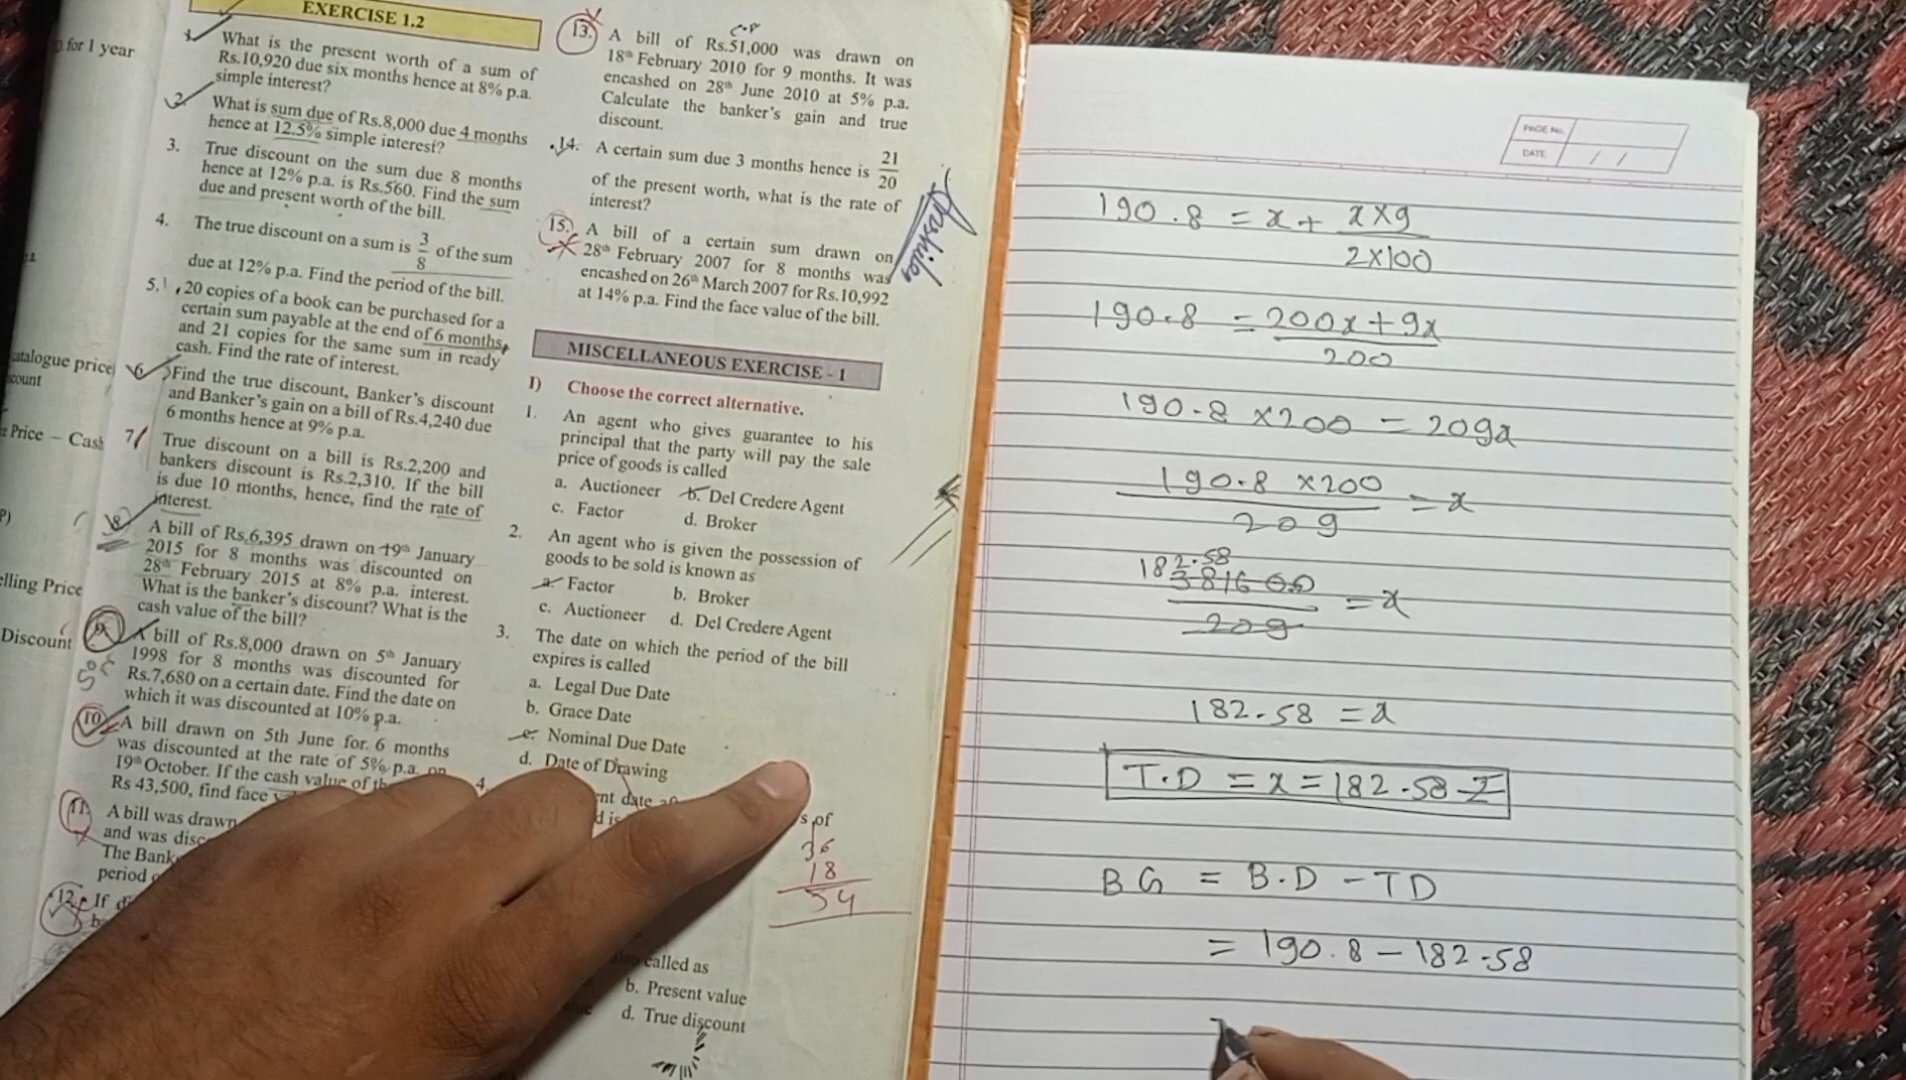 EXERCISE 1.2
for 1 year
What is the present worth of a sum of
Rs.10,920 due six months hence at 8% p.a.
simple interest?
2. What is sum due of Rs.8,000 due 4 months
hence at 12.5% simple interest?
3. True discount on the sum due 8 months
hence at 12% p.a. is Rs.560. Find the sum
due and present worth of the bill.
4. The true discount on a sum is 3/8 of the sum
due at 12% p.a. Find the period of the bill.
5. 20 copies of a book can be purchased for a
certain sum payable at the end of 6 months,
and 21 copies for the same sum in ready
cash. Find the rate of interest.
6. Find the true discount, Banker's discount
and Banker's gain on a bill of Rs.4,240 due
6 months hence at 9% p.a.
7 True discount on a bill is Rs.2,200 and
bankers discount is Rs.2,310. If the bill
is due 10 months, hence, find the rate of
interest.
8 A bill of Rs.6,395 drawn on 19th January
2015 for 8 months was discounted on
28th February 2015 at 8% p.a. interest.
What is the banker's discount? What is the
cash value of the bill?
9. A bill of Rs.8,000 drawn on 5th January
1998 for 8 months was discounted for
Rs.7,680 on a certain date. Find the date on
which it was discounted at 10% p.a.
10. A bill drawn on 5th June for 6 months
was discounted at the rate of 5% p.a. on
19th October. If the cash value of th
Rs 43,500, find face v
11. A bill was drawn
and was disc
The Bank
period
12. If d
b
atalogue price
count
Price – Cash
P)
elling Price
Discount
C.P
13. A bill of Rs.51,000 was drawn on
18th February 2010 for 9 months. It was
encashed on 28th June 2010 at 5% p.a.
Calculate the banker's gain and true
discount.
14. A certain sum due 3 months hence is 21/20
of the present worth, what is the rate of
interest?
15. A bill of a certain sum drawn on
28th February 2007 for 8 months was
encashed on 26th March 2007 for Rs.10,992
at 14% p.a. Find the face value of the bill.
MISCELLANEOUS EXERCISE - 1
I) Choose the correct alternative.
1. An agent who gives guarantee to his
principal that the party will pay the sale
price of goods is called
a. Auctioneer b. Del Credere Agent
c. Factor d. Broker
2. An agent who is given the possession of
goods to be sold is known as
a. Factor b. Broker
c. Auctioneer d. Del Credere Agent
3. The date on which the period of the bill
expires is called
a. Legal Due Date
b. Grace Date
c. Nominal Due Date
d. Date of Drawing
4.
nt date
d is
s of
36
18
54
called as
b. Present value
d. True discount
PAGE No.
DATE / /
190.8 = x + x×9/2×100
190.8 = 200x+9x/200
190.8 ×200 = 209x
190.8 ×200/209 = x
182.58
381600/209 = x
182.58 = x
T.D = x = 182.58 ₹
BG = B.D – TD
= 190.8 – 182.58